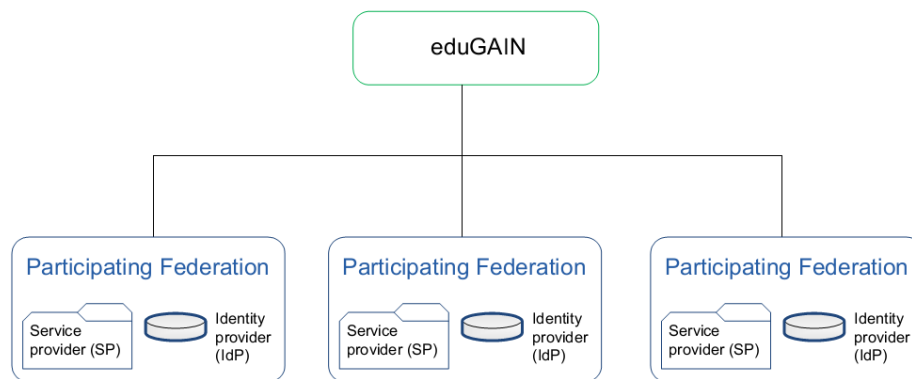 eduGAIN
Participating Federation
Service
provider (SP)
Identity
provider
(IdP)
Participating Federation
Service
provider (SP)
Identity
provider
(IdP)
Participating Federation
Service
provider (SP)
Identity
provider
(IdP)